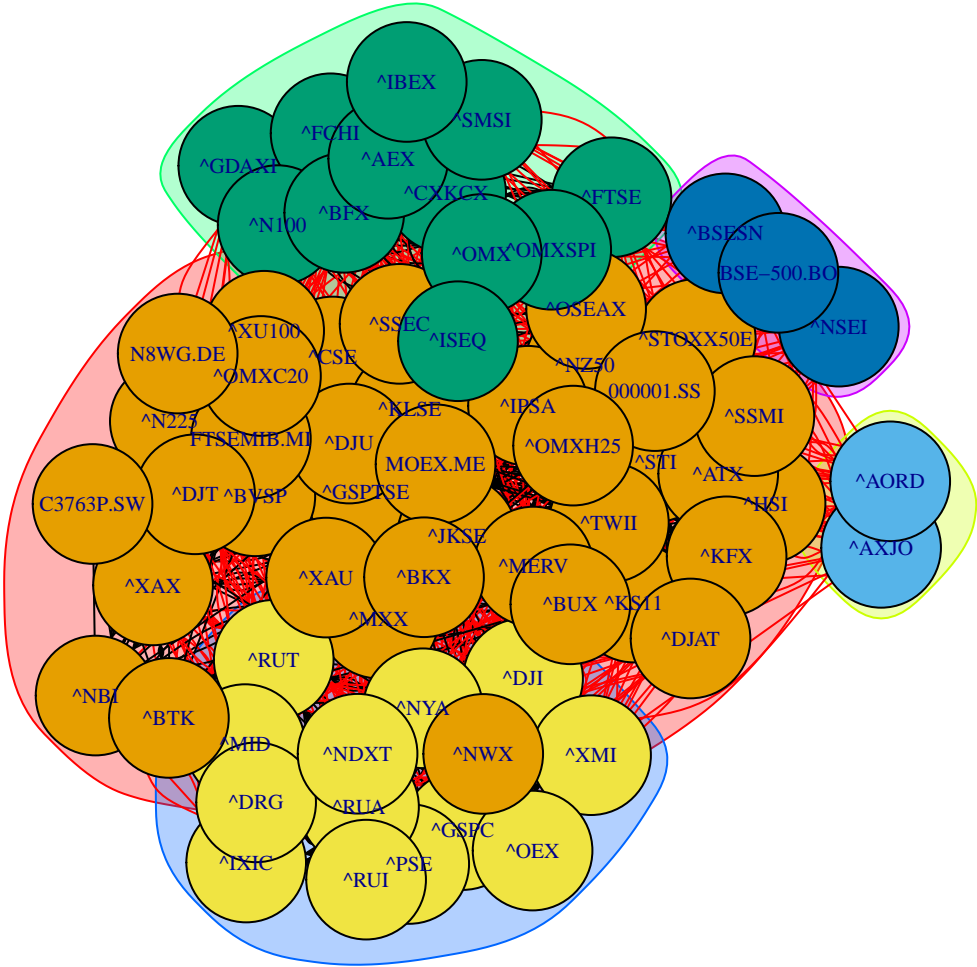 ^IBEX
^SMSI
^FCHI
^AEX
^GDAXI
^CXKCX
^FTSE
^BFX
^N100
^BSESN
^OMX
^OMXSPI
BSE-500.BO
^OSEAX
^SSEC
^NSEI
^XU100
^ISEQ
^STOXX50E
N8WG.DE
^CSE
^NZ50
^OMXC20
000001.SS
^KLSE
^IPSA
^SSMI
^N225
FTSEMIB.MI
^DJU
^OMXH25
MOEX.ME
^STI
^ATX
^AORD
^DJT
^BVSP
^GSPTSE
C3763P.SW
^HSI
^TWII
^JKSE
^AXJO
^KFX
^MERV
^XAX
^XAU
^BKX
^BUX
^KS11
^MXX
^DJAT
^RUT
^DJI
^NBI
^NYA
^BTK
^MID
^NDXT
^NWX
^XMI
^DRG
^RUA
^GSPC
^OEX
^IXIC
^PSE
^RUI